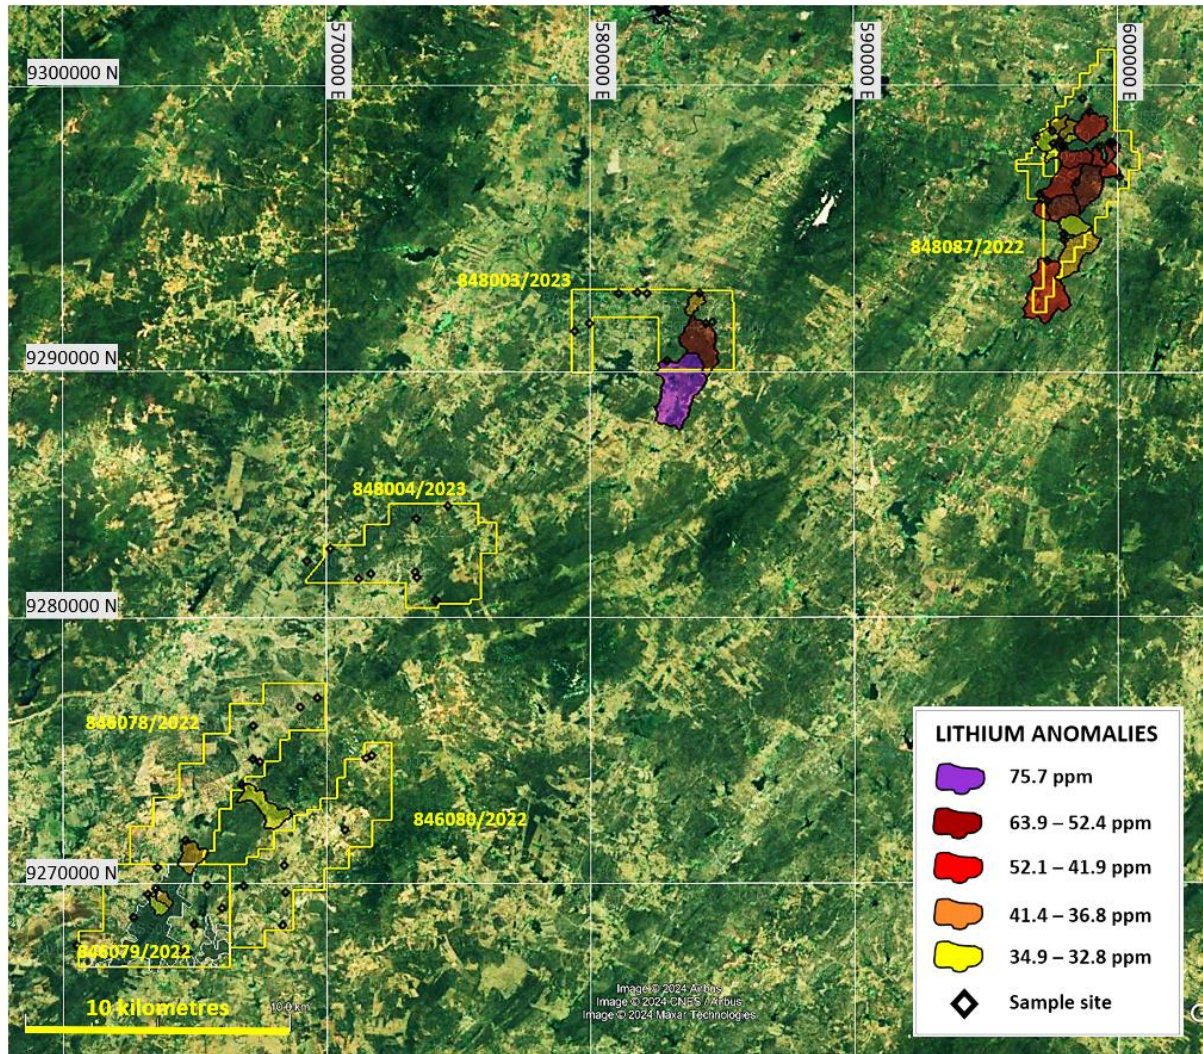 570000 E
580000 E
590000 E
600000 E
9300000 N
848087/2022
848003/2023
9290000 N
848004/2023
9280000 N
846078/2022
846080/2022
9270000 N
846079/2022
10 kilometres
10.0 km
Image © 2024 Airbus
Image © 2024 CNES / Airbus
Image © 2024 Maxar Technologies
LITHIUM ANOMALIES
75.7 ppm
63.9 – 52.4 ppm
52.1 – 41.9 ppm
41.4 – 36.8 ppm
34.9 – 32.8 ppm
Sample site